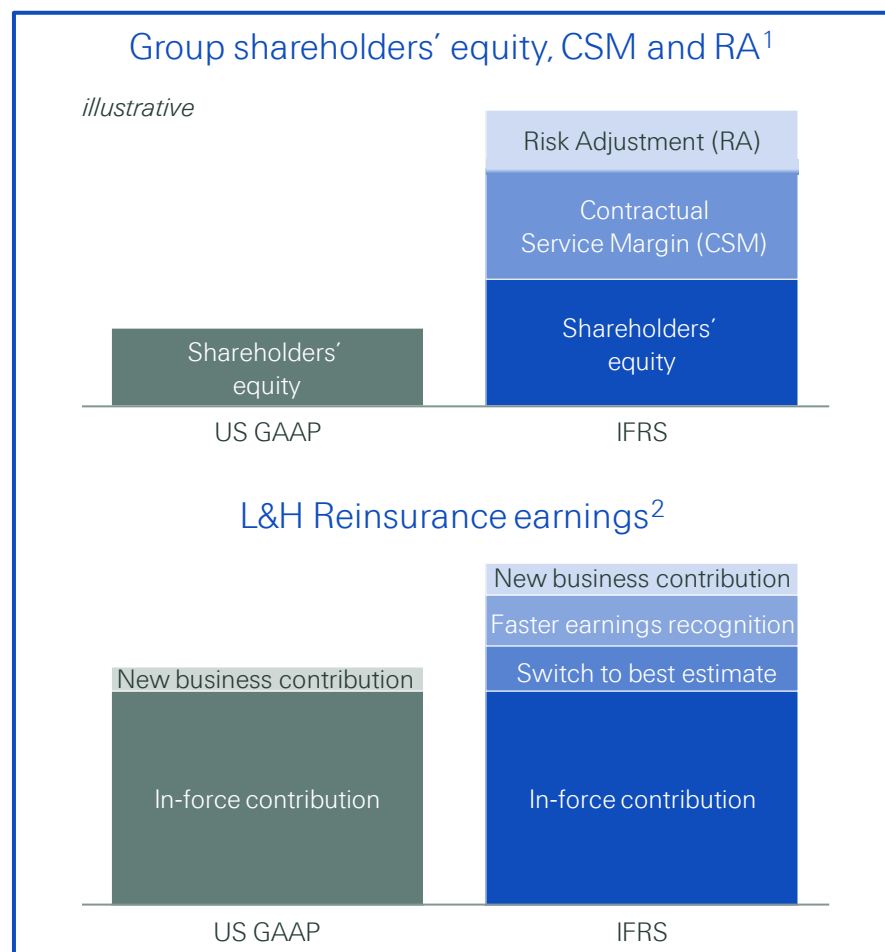 Group shareholders´ equity, CSM and RA1
illustrative
Risk Adjustment (RA)
Contractual
Service Margin (CSM)
Shareholders´
equity
Shareholders´
equity
US GAAP
IFRS
L&H Reinsurance earnings2
New business contribution
Faster earnings recognition
Switch to best estimate
New business contribution
In-force contribution
In-force contribution
US GAAP
IFRS